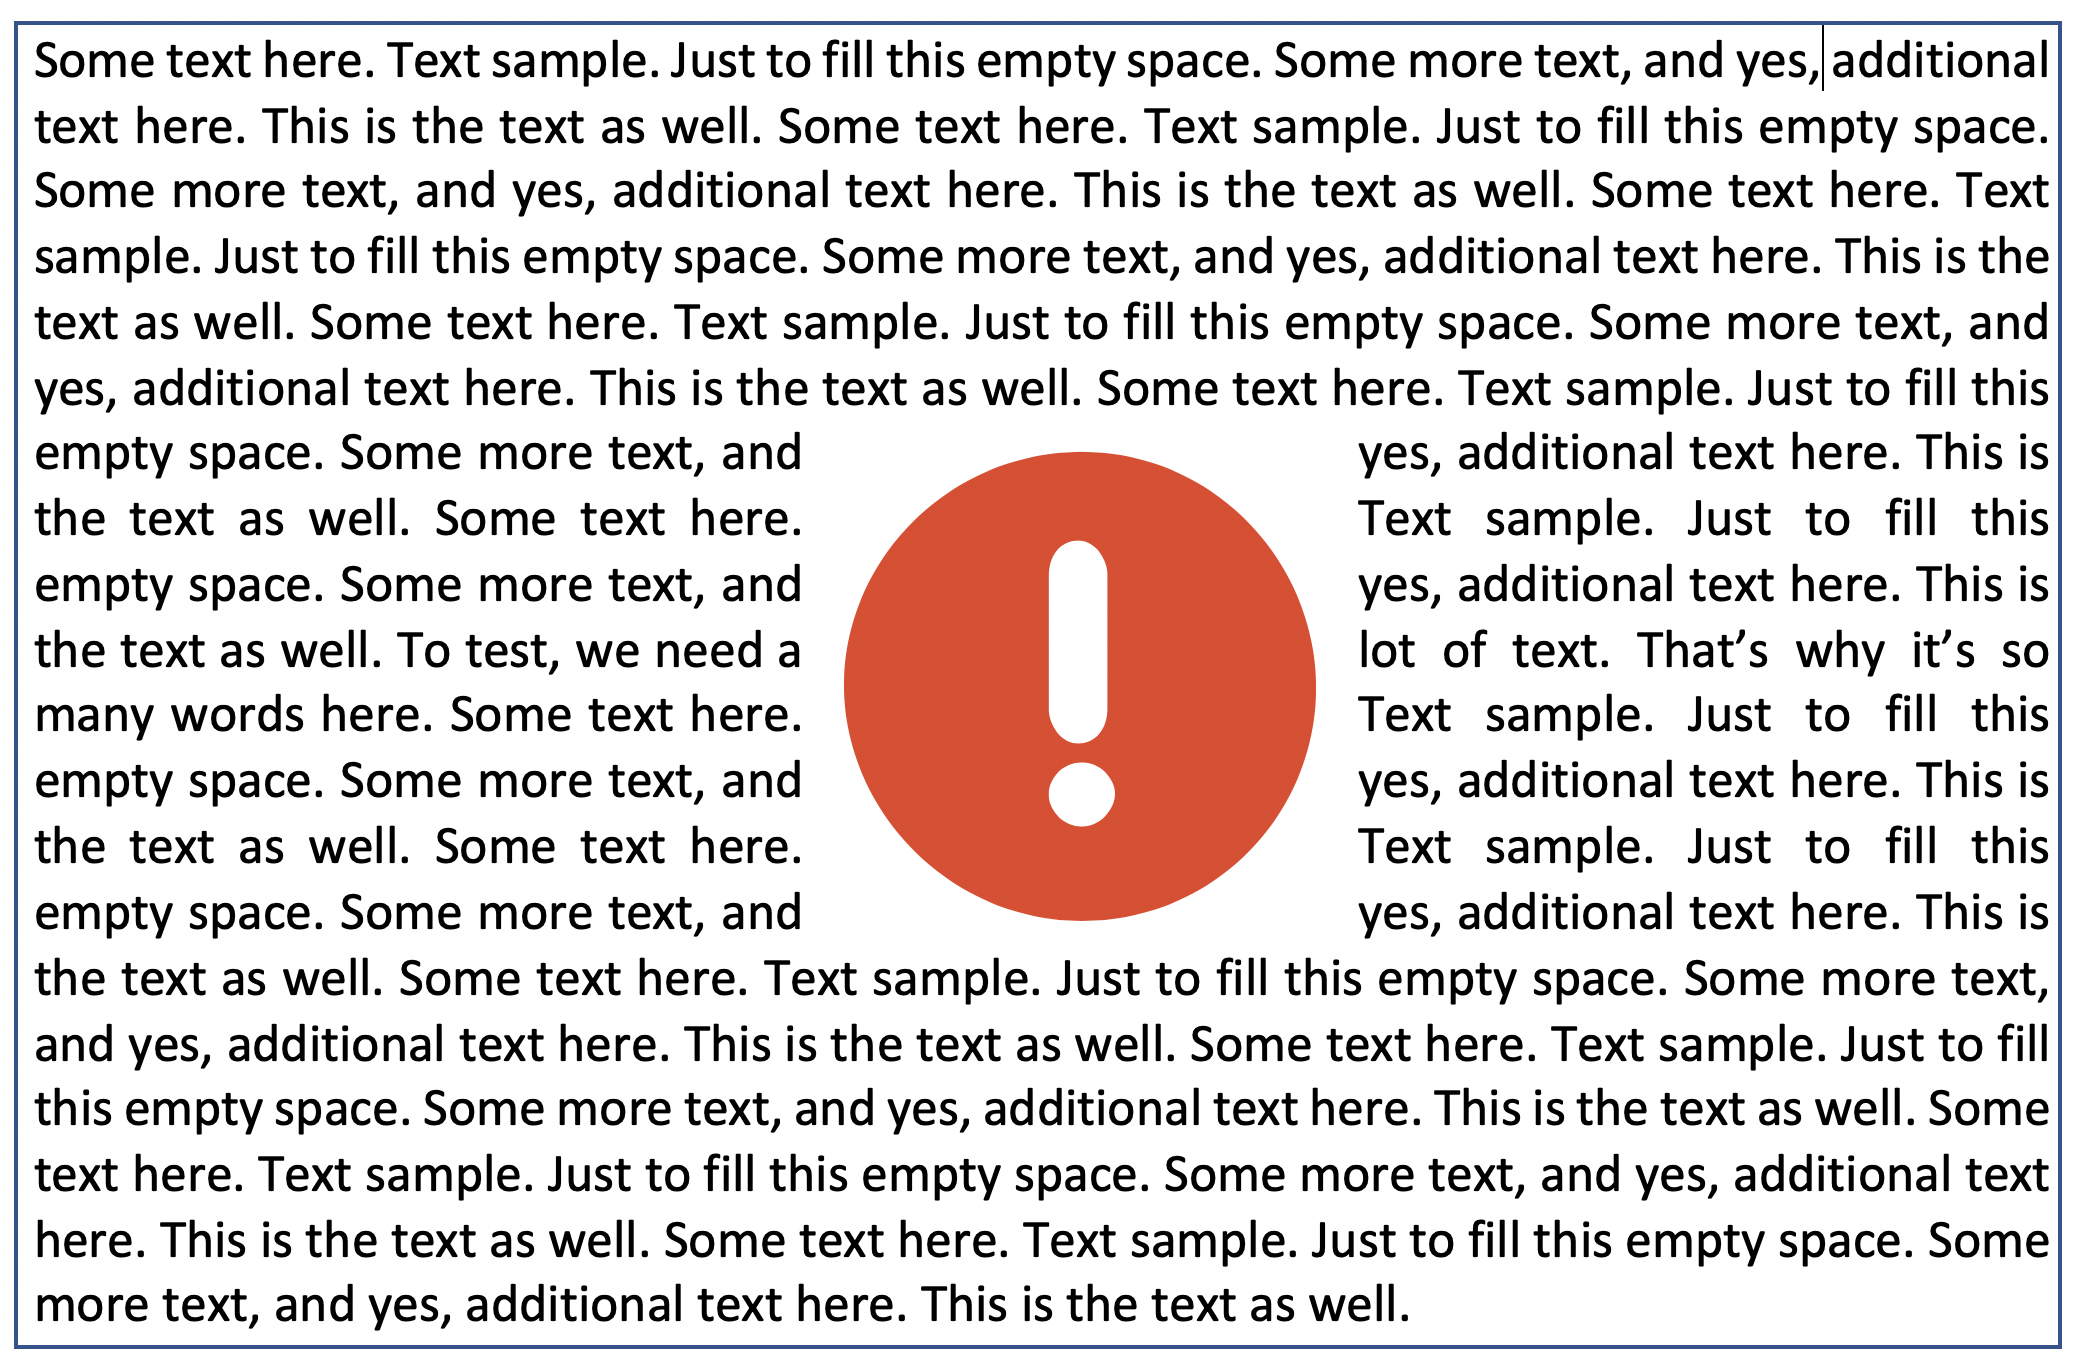 Some text here. Text sample. Just to fill this empty space. Some more text, and yes, additional
text here. This is the text as well. Some text here. Text sample. Just to fill this empty space.
Some more text, and yes, additional text here. This is the text as well. Some text here. Text
sample. Just to fill this empty space. Some more text, and yes, additional text here. This is the
text as well. Some text here. Text sample. Just to fill this empty space. Some more text, and
yes, additional text here. This is the text as well. Some text here. Text sample. Just to fill this
empty space. Some more text, and yes, additional text here. This is
the text as well. Some text here. Text sample. Just to fill this
empty space. Some more text, and yes, additional text here. This is
the text as well. To test, we need a lot of text. That’s why it’s so
many words here. Some text here. Text sample. Just to fill this
empty space. Some more text, and yes, additional text here. This is
the text as well. Some text here. Text sample. Just to fill this
empty space. Some more text, and yes, additional text here. This is
the text as well. Some text here. Text sample. Just to fill this empty space. Some more text,
and yes, additional text here. This is the text as well. Some text here. Text sample. Just to fill
this empty space. Some more text, and yes, additional text here. This is the text as well. Some
text here. Text sample. Just to fill this empty space. Some more text, and yes, additional text
here. This is the text as well. Some text here. Text sample. Just to fill this empty space. Some
more text, and yes, additional text here. This is the text as well.